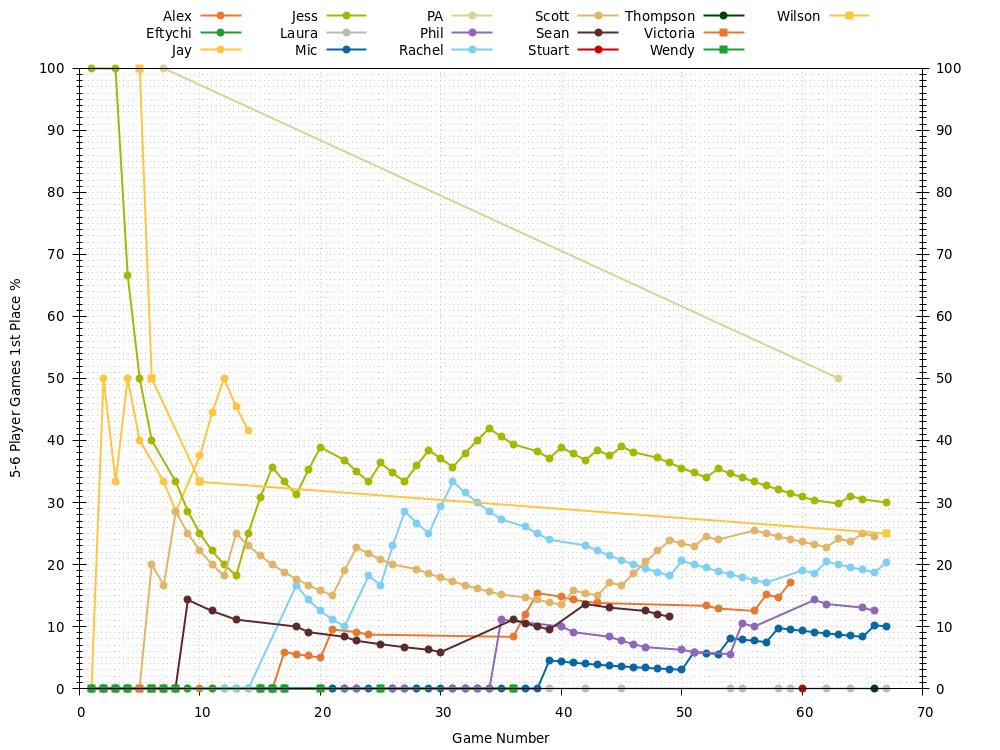 Alex Jess PA Scott Thompson Wilson
Eftychi Laura Phil Sean Victoria
Jay Mic Rachel Stuart Wendy
100 100
90 90
80 80
70 70
60 60
50 50
40 40
30 30
20 20
10 10
0 0
5-6 Player Games 1st Place %
0 10 20 30 40 50 60 70
Game Number